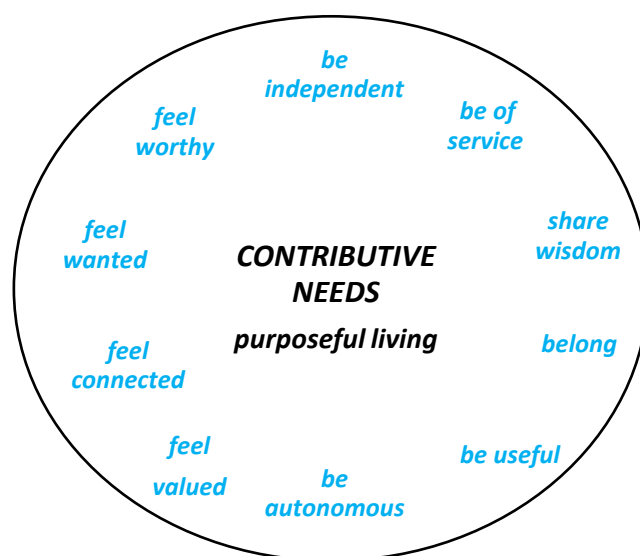 be
independent
feel
worthy
be of
service
feel
wanted
share
wisdom
CONTRIBUTIVE
NEEDS
purposeful living
feel
connected
belong
feel
valued
be useful
be
autonomous